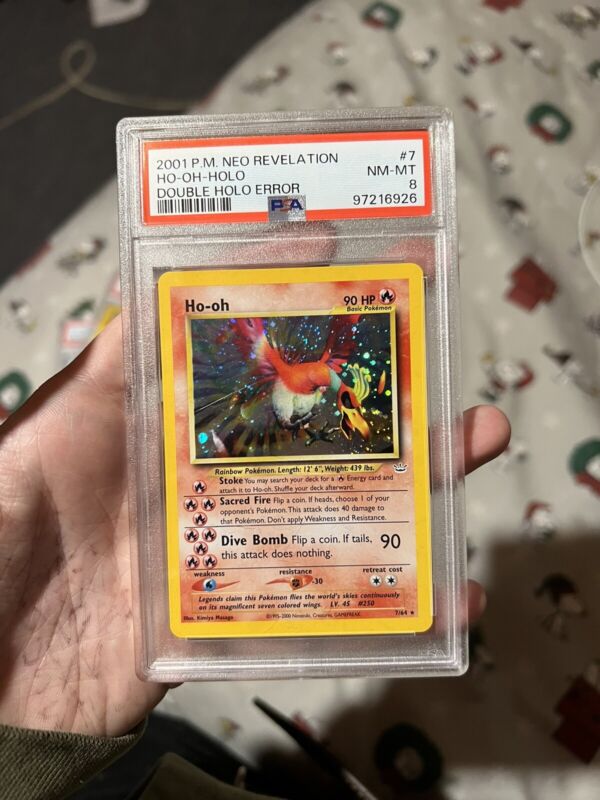 2001 P.M. NEO REVELATION #7
HO-OH-HOLO NM-MT
DOUBLE HOLO ERROR 8
PSA 97216926
Ho-oh 90 HP
Basic Pokémon
Rainbow Pokémon. Length: 12' 6", Weight: 439 lbs.
Stoke You may search your deck for a Energy card and
attach it to Ho-oh. Shuffle your deck afterward.
Sacred Fire Flip a coin. If heads, choose 1 of your
opponent's Pokémon. This attack does 40 damage to
that Pokémon. Don't apply Weakness and Resistance.
Dive Bomb Flip a coin. If tails, 90
this attack does nothing.
weakness resistance retreat cost
-30
Legends claim this Pokémon flies the world's skies continuously
on its magnificent seven colored wings. LV. 45 #250
Illus. Kimiya Masago ©1995-2000 Nintendo, Creatures, GAMEFREAK. 7/64 ★